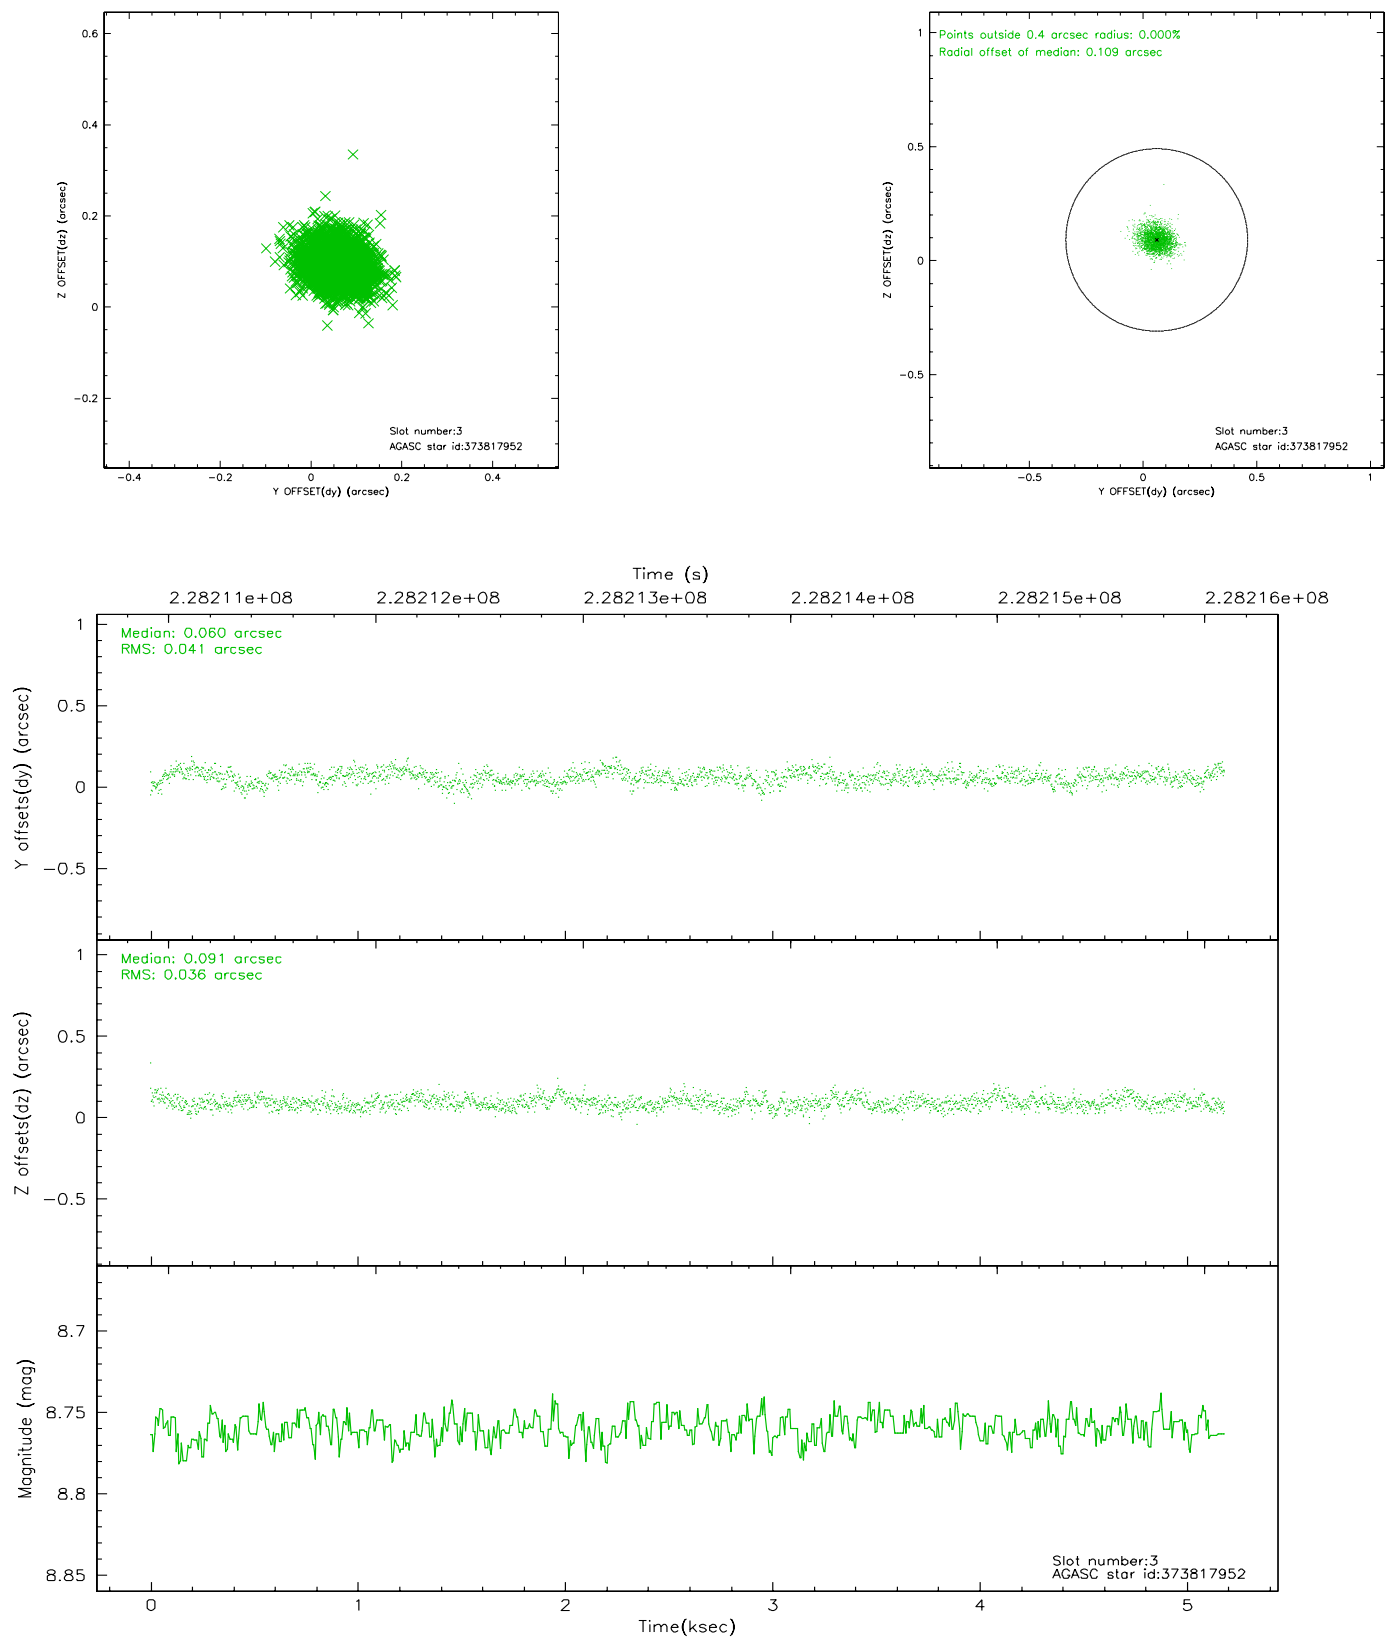 0.6
0.4
0.2
0
−0.2
−0.4
−0.2
0
0.2
0.4
Z OFFSET(dz) (arcsec)
Y OFFSET(dy) (arcsec)
Slot number:3
AGASC star id:373817952
Points outside 0.4 arcsec radius: 0.000%
Radial offset of median: 0.109 arcsec
1
0.5
0
−0.5
−0.5
0
0.5
1
Z OFFSET(dz) (arcsec)
Y OFFSET(dy) (arcsec)
Slot number:3
AGASC star id:373817952
Time (s)
2.28211e+08 2.28212e+08 2.28213e+08 2.28214e+08 2.28215e+08 2.28216e+08
Median: 0.060 arcsec
RMS: 0.041 arcsec
1
0.5
0
−0.5
Y offsets(dy) (arcsec)
Median: 0.091 arcsec
RMS: 0.036 arcsec
1
0.5
0
−0.5
Z offsets(dz) (arcsec)
8.7
8.75
8.8
8.85
Magnitude (mag)
Slot number:3
AGASC star id:373817952
0 1 2 3 4 5
Time(ksec)